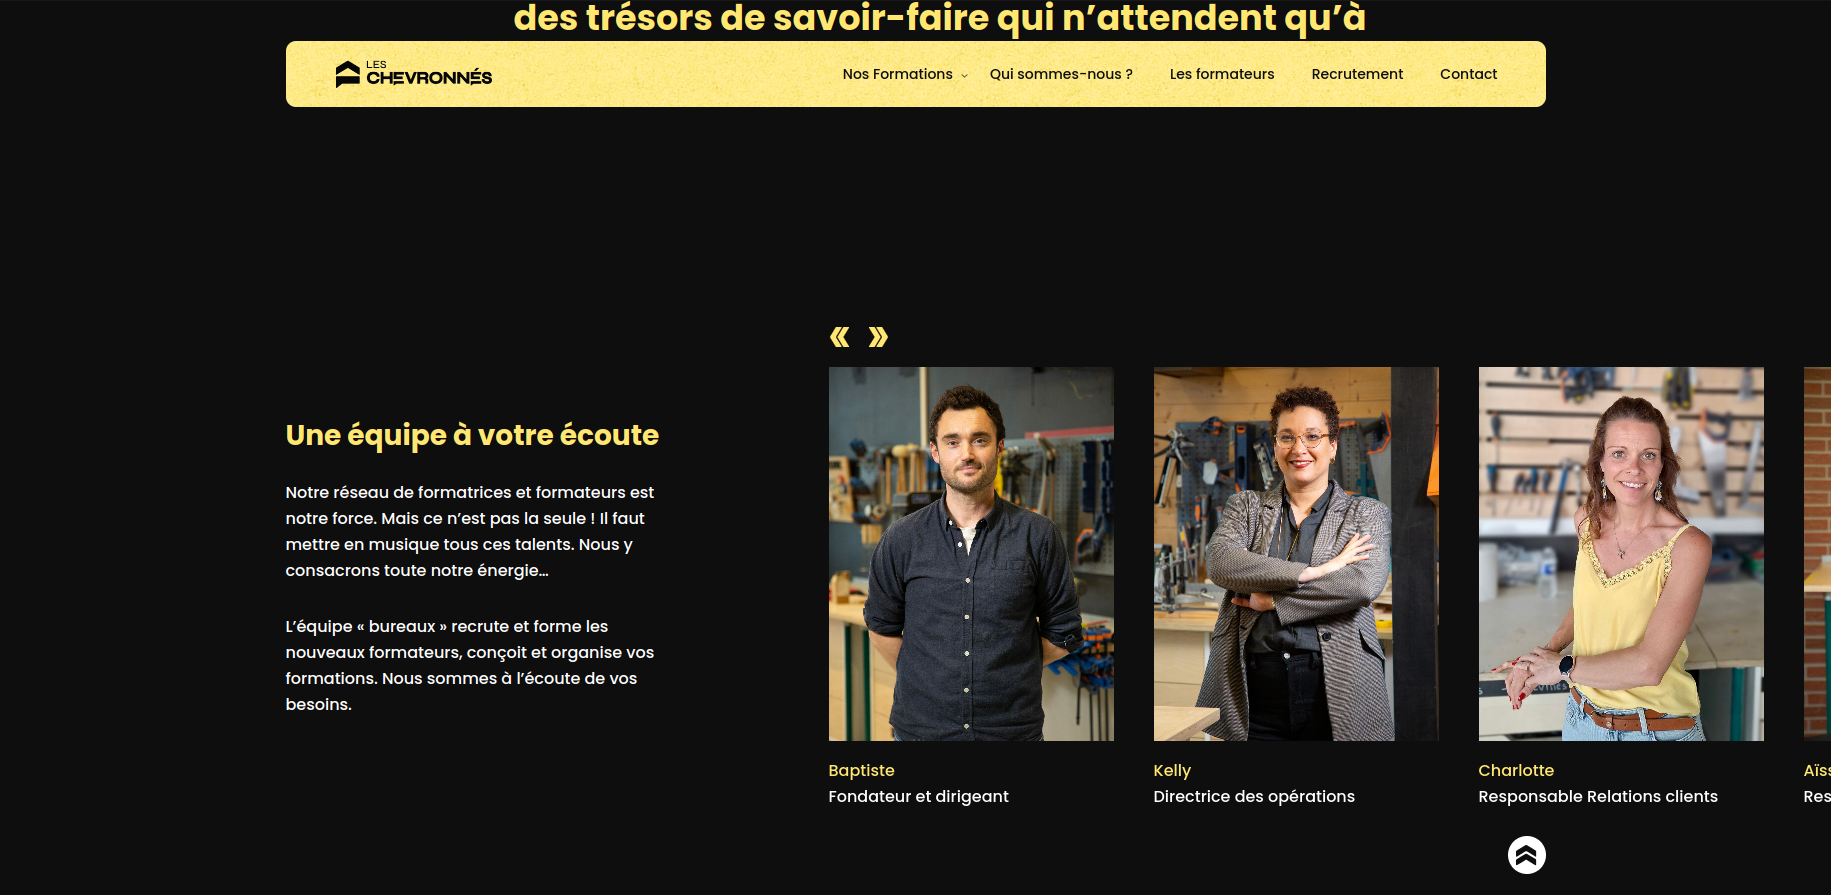 des trésors de savoir-faire qui n’attendent qu’à
LES
CHEVRONNÉS
Nos Formations
Qui sommes-nous ?
Les formateurs
Recrutement
Contact
Une équipe à votre écoute
Notre réseau de formatrices et formateurs est
notre force. Mais ce n’est pas la seule ! Il faut
mettre en musique tous ces talents. Nous y
consacrons toute notre énergie…
L’équipe « bureaux » recrute et forme les
nouveaux formateurs, conçoit et organise vos
formations. Nous sommes à l’écoute de vos
besoins.
Baptiste
Fondateur et dirigeant
Kelly
Directrice des opérations
Charlotte
Responsable Relations clients